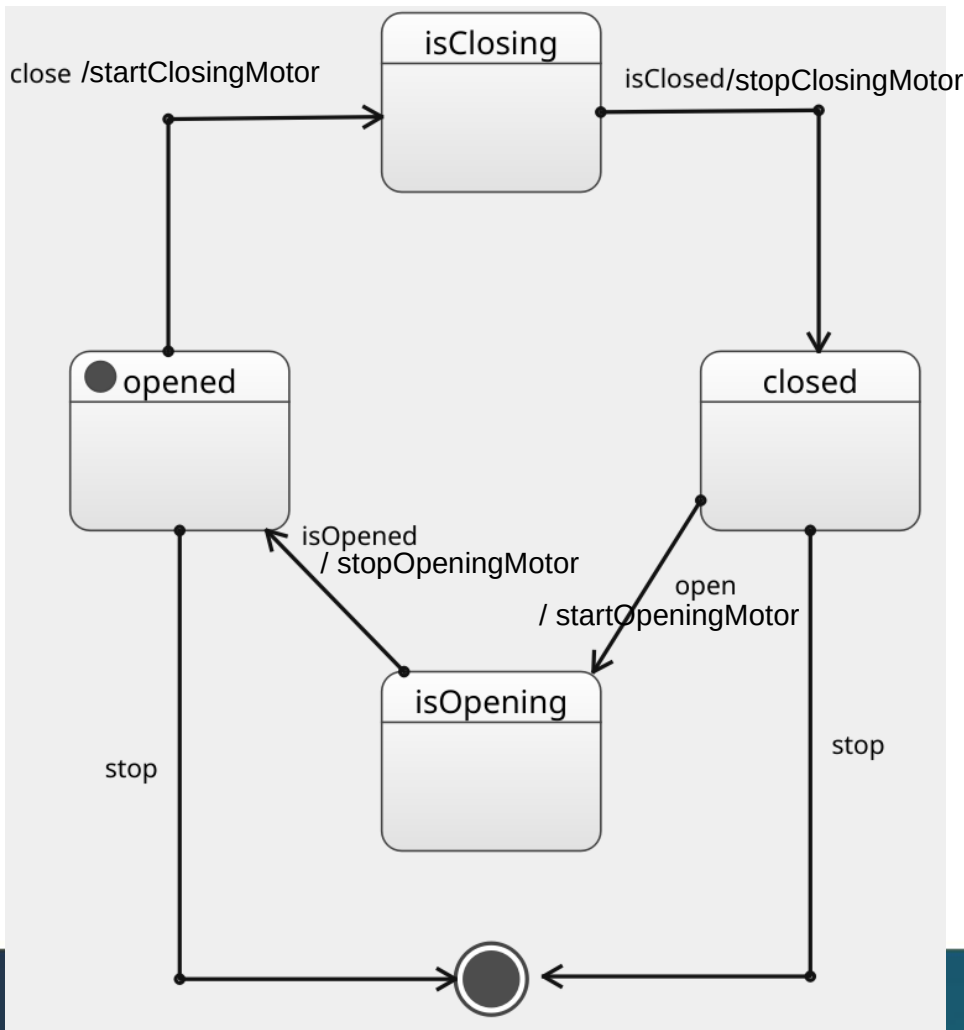 isClosing
close /startClosingMotor
isClosed/stopClosingMotor
opened
closed
isOpened
/ stopOpeningMotor
open
/ startOpeningMotor
isOpening
stop
stop